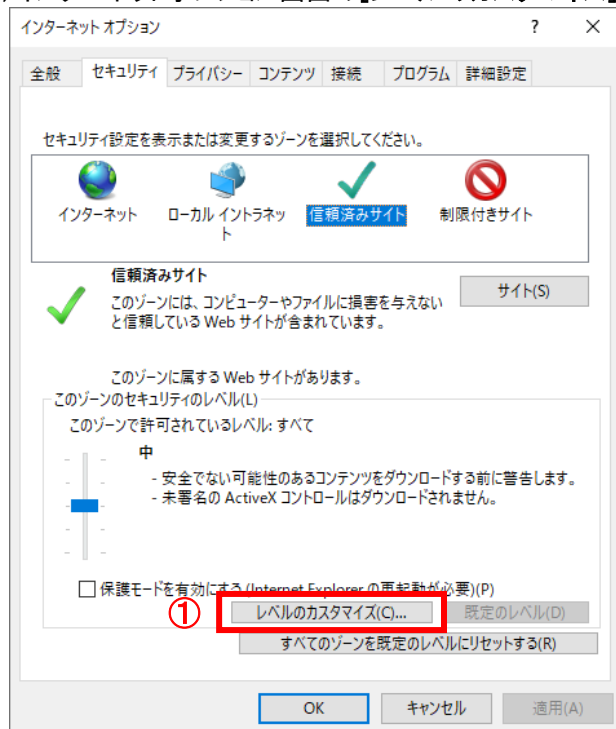 インターネット オプション ? ×
全般 セキュリティ プライバシー コンテンツ 接続 プログラム 詳細設定
セキュリティ設定を表示または変更するゾーンを選択してください。
インターネット ローカル イントラネッ 信頼済みサイト 制限付きサイト
ト
信頼済みサイト
サイト(S)
このゾーンには、コンピューターやファイルに損害を与えない
と信頼している Web サイトが含まれています。
このゾーンに属する Web サイトがあります。
このゾーンのセキュリティのレベル(L)
このゾーンで許可されているレベル: すべて
中
- 安全でない可能性のあるコンテンツをダウンロードする前に警告します。
- 未署名の ActiveX コントロールはダウンロードされません。
保護モードを有効にする (Internet Explorer の再起動が必要)(P)
① レベルのカスタマイズ(C)... 既定のレベル(D)
すべてのゾーンを既定のレベルにリセットする(R)
OK キャンセル 適用(A)